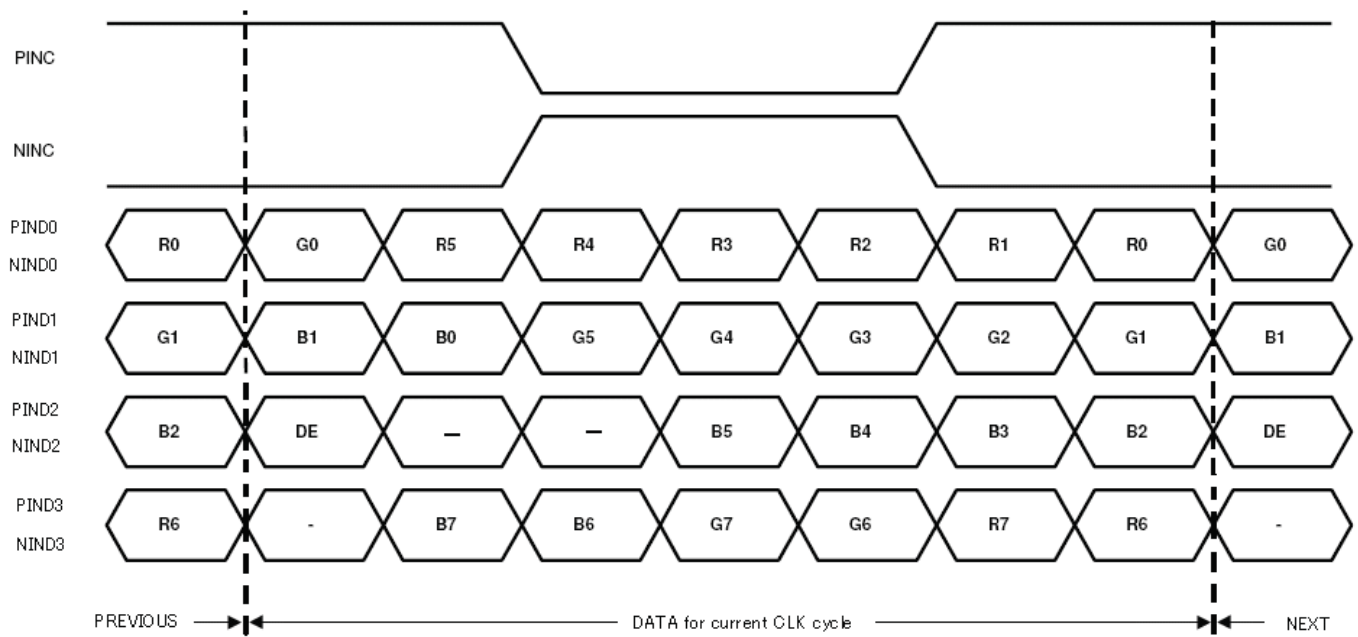 PINC
NINC
PIND0
NIND0
R0 G0 R5 R4 R3 R2 R1 R0 G0
PIND1
NIND1
G1 B1 B0 G5 G4 G3 G2 G1 B1
PIND2
NIND2
B2 DE — — B5 B4 B3 B2 DE
PIND3
NIND3
R6 - B7 B6 G7 G6 R7 R6 -
PREVIOUS DATA for current CLK cycle NEXT